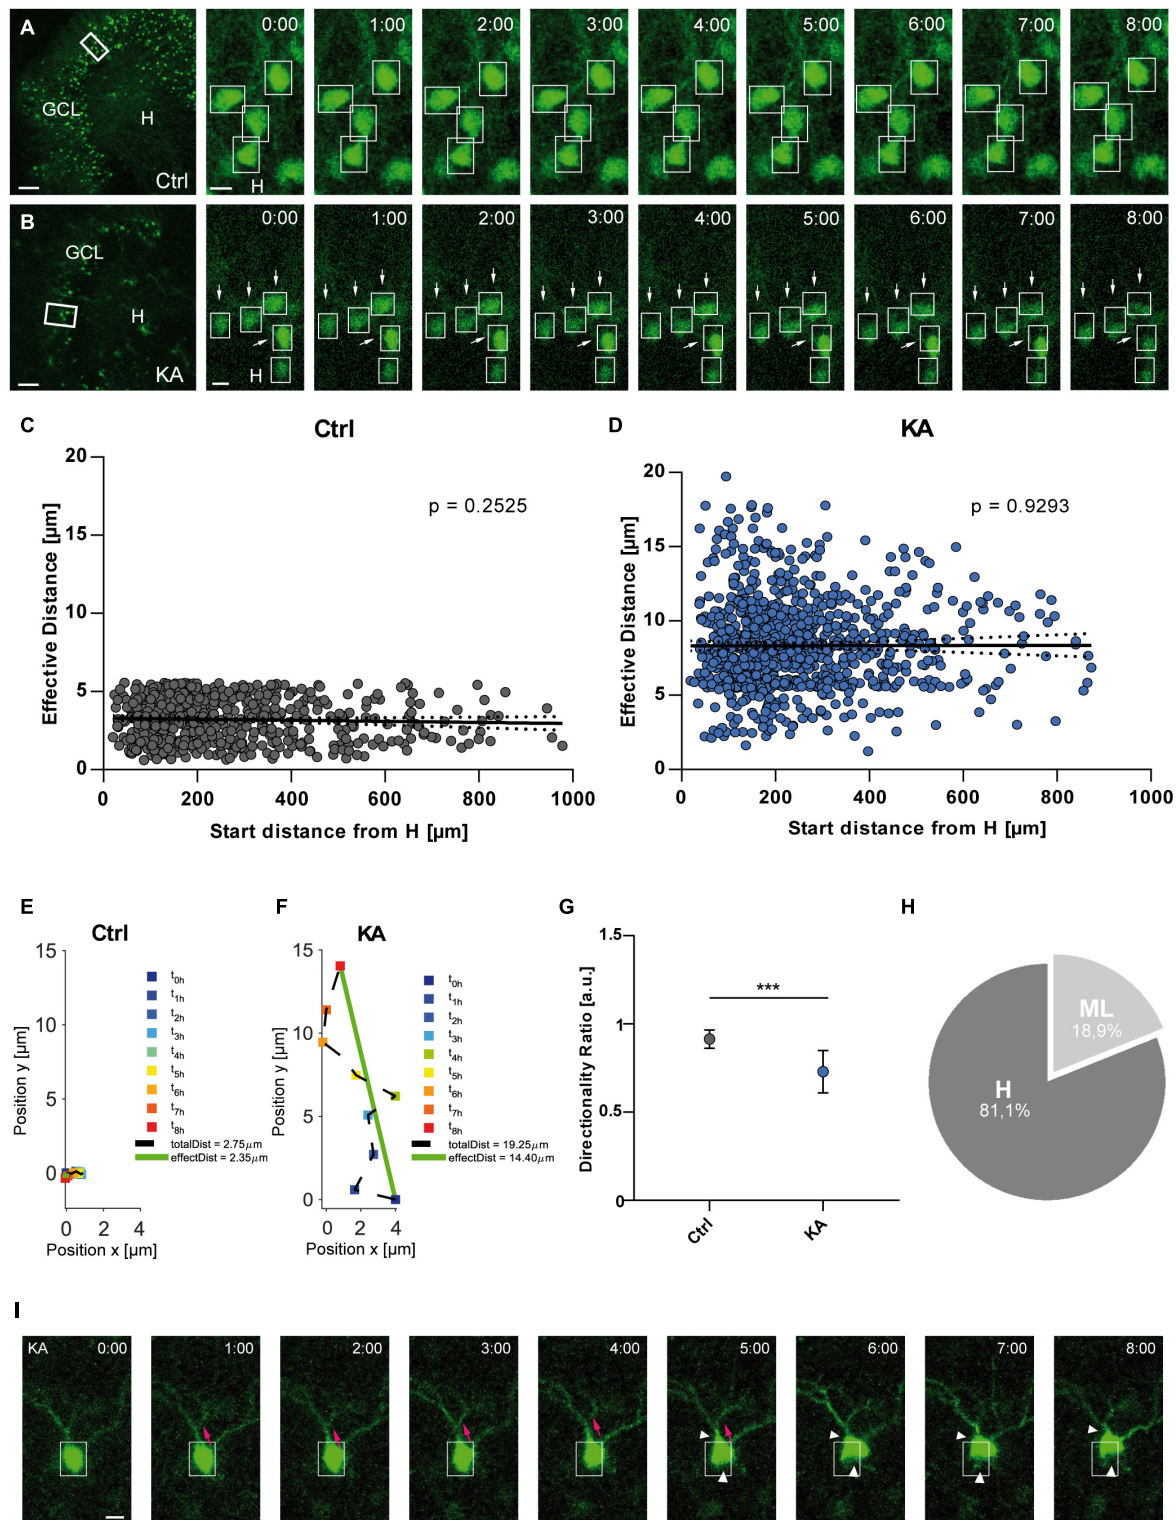 A
GCL
H
Ctrl
0:00 1:00 2:00 3:00 4:00 5:00 6:00 7:00 8:00
H
B
GCL
H
KA
0:00 1:00 2:00 3:00 4:00 5:00 6:00 7:00 8:00
H
C
Ctrl
p = 0.2525
Effective Distance [µm]
20
15
10
5
0
0 200 400 600 800 1000
Start distance from H [µm]
D
KA
p = 0.9293
Effective Distance [µm]
20
15
10
5
0
0 200 400 600 800 1000
Start distance from H [µm]
E
Ctrl
Position y [µm]
15
10
5
0
0 2 4
Position x [µm]
t0h
t1h
t2h
t3h
t4h
t5h
t6h
t7h
t8h
totalDist = 2.75µm
effectDist = 2.35µm
F
KA
Position y [µm]
15
10
5
0
0 2 4
Position x [µm]
t0h
t1h
t2h
t3h
t4h
t5h
t6h
t7h
t8h
totalDist = 19.25µm
effectDist = 14.40µm
G
Directionality Ratio [a.u.]
1.5
1
0.5
0
***
Ctrl
KA
H
ML
18,9%
H
81,1%
I
KA
0:00 1:00 2:00 3:00 4:00 5:00 6:00 7:00 8:00